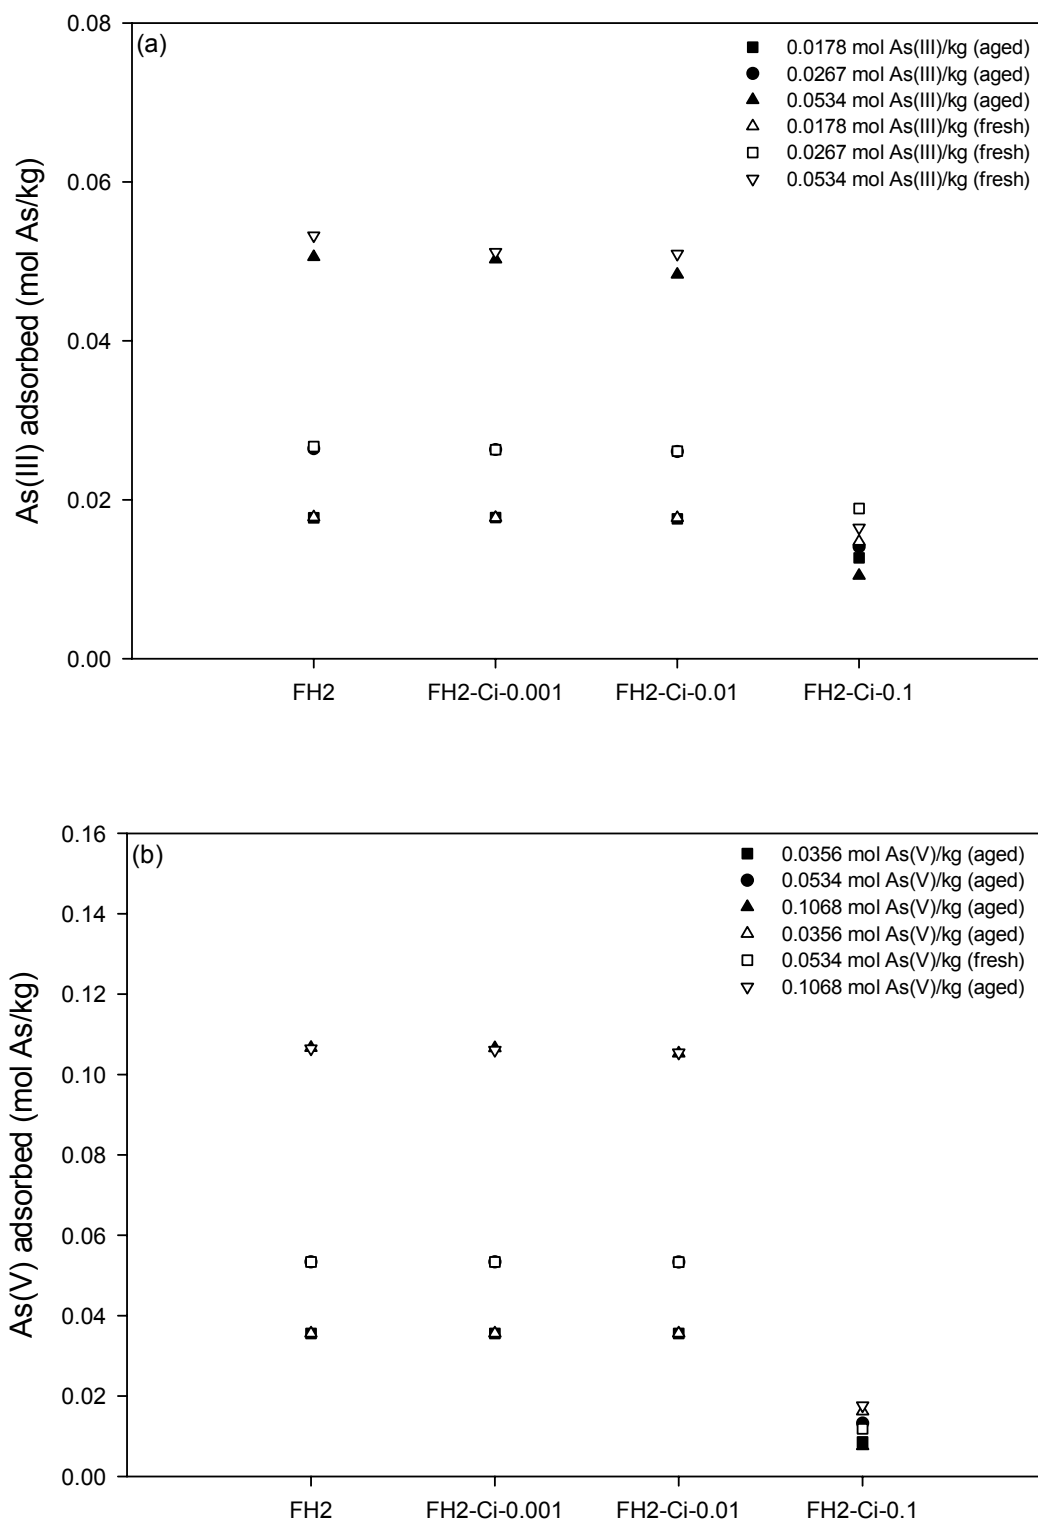 (a)
0.0178 mol As(III)/kg (aged)
0.0267 mol As(III)/kg (aged)
0.0534 mol As(III)/kg (aged)
0.0178 mol As(III)/kg (fresh)
0.0267 mol As(III)/kg (fresh)
0.0534 mol As(III)/kg (fresh)
As(III) adsorbed (mol As/kg)
0.08
0.06
0.04
0.02
0.00
FH2 FH2-Ci-0.001 FH2-Ci-0.01 FH2-Ci-0.1
(b)
0.0356 mol As(V)/kg (aged)
0.0534 mol As(V)/kg (aged)
0.1068 mol As(V)/kg (aged)
0.0356 mol As(V)/kg (aged)
0.0534 mol As(V)/kg (fresh)
0.1068 mol As(V)/kg (aged)
As(V) adsorbed (mol As/kg)
0.16
0.14
0.12
0.10
0.08
0.06
0.04
0.02
0.00
FH2 FH2-Ci-0.001 FH2-Ci-0.01 FH2-Ci-0.1